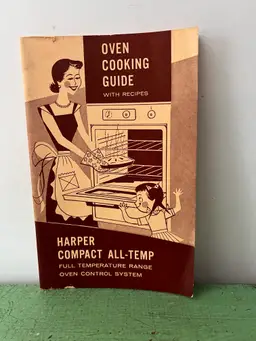 OVEN
COOKING
GUIDE
WITH RECIPES
HARPER
COMPACT ALL-TEMP
FULL TEMPERATURE RANGE
OVEN CONTROL SYSTEM